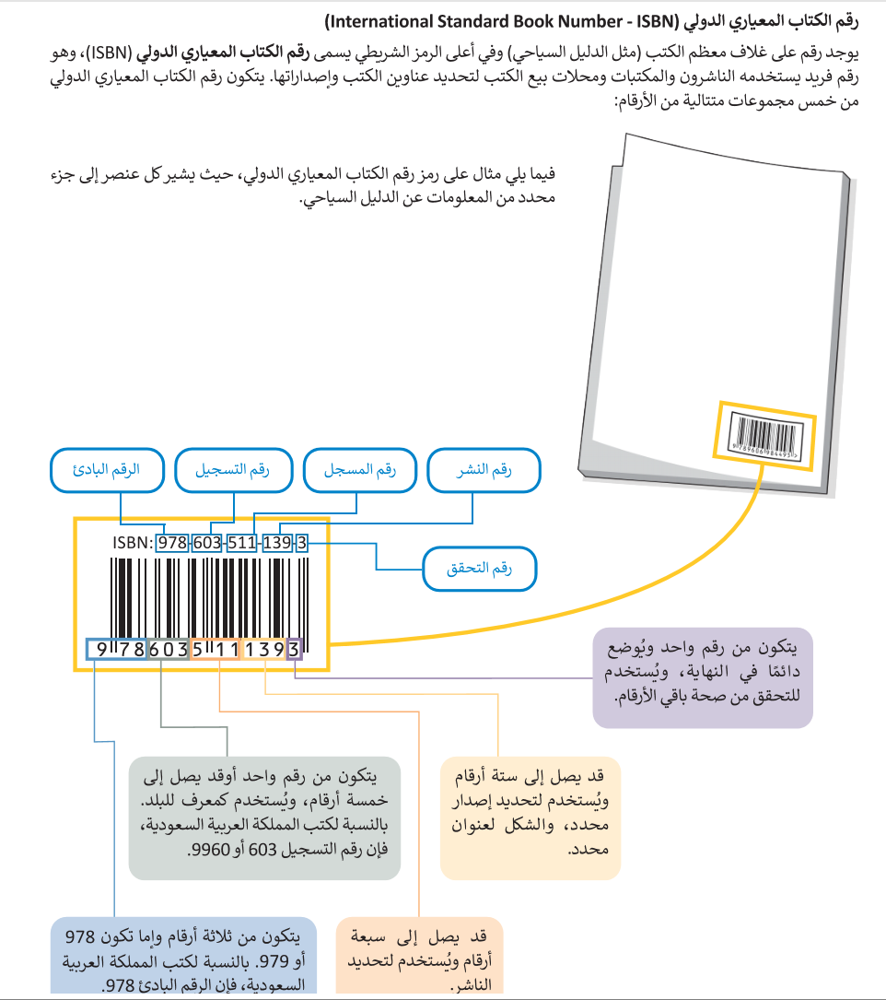 رقم الكتاب المعياري الدولي (International Standard Book Number - ISBN)
يوجد رقم على غلاف معظم الكتب (مثل الدليل السياحي) وفي أعلى الرمز الشريطي يسمى رقم الكتاب المعياري الدولي (ISBN)، وهو
رقم فريد يستخدمه الناشرون والمكتبات ومحلات بيع الكتب لتحديد عناوين الكتب وإصداراتها. يتكون رقم الكتاب المعياري الدولي
من خمس مجموعات متتالية من الأرقام:
فيما يلي مثال على رمز رقم الكتاب المعياري الدولي، حيث يشير كل عنصر إلى جزء
محدد من المعلومات عن الدليل السياحي.
9 789606 984495 >
رقم النشر
رقم المسجل
رقم التسجيل
الرقم البادئ
ISBN: 978-603-511-139-3
رقم التحقق
9 786035 111393
يتكون من رقم واحد ويُوضع
دائمًا في النهاية، ويُستخدم
للتحقق من صحة باقي الأرقام.
قد يصل إلى ستة أرقام
ويُستخدم لتحديد إصدار
محدد، والشكل لعنوان
محدد.
يتكون من رقم واحد أوقد يصل إلى
خمسة أرقام، ويُستخدم كمعرف للبلد.
بالنسبة لكتب المملكة العربية السعودية،
فإن رقم التسجيل 603 أو 9960.
قد يصل إلى سبعة
أرقام ويُستخدم لتحديد
الناشر.
يتكون من ثلاثة أرقام وإما تكون 978
أو 979. بالنسبة لكتب المملكة العربية
السعودية، فإن الرقم البادئ 978.